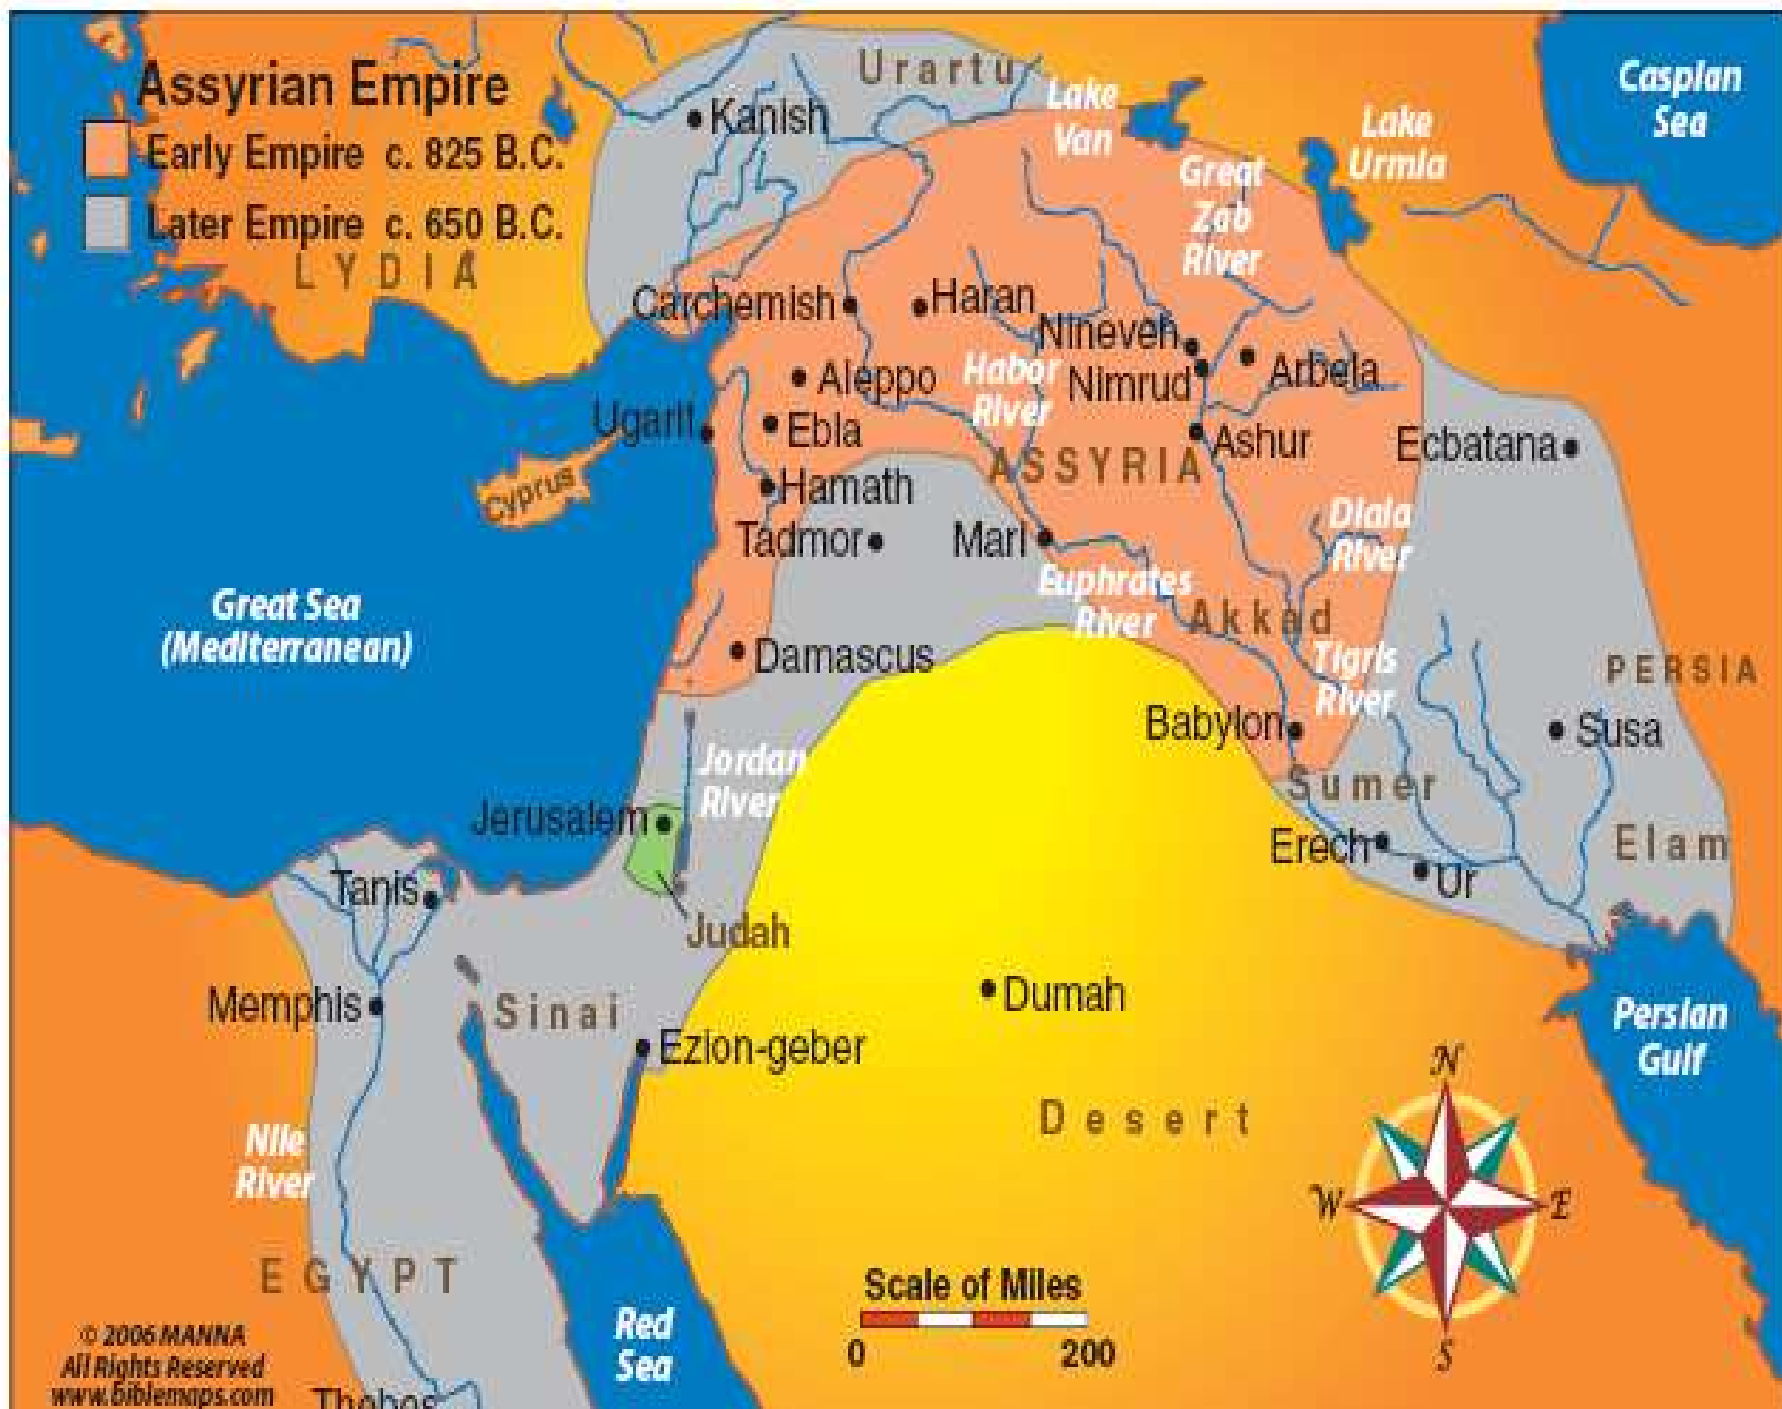 Assyrian Empire
Early Empire c. 825 B.C.
Later Empire c. 650 B.C.
Urartu
Kanish
Lake
Van
Lake
Urmia
Caspian
Sea
Great
Zab
River
LYDIA
Carchemish
Haran
Nineveh
Habor
River
Nimrud
Arbela
Aleppo
Ugarit
Ebla
Ashur
Ecbatana
ASSYRIA
Cyprus
Hamath
Tadmor
Mari
Diala
River
Euphrates
River
Akkad
Great Sea
(Mediterranean)
Damascus
Tigris
River
PERSIA
Babylon
Susa
Jordan
River
Sumer
Jerusalem
Erech
Elam
Ur
Tanis
Judah
Memphis
Sinai
Dumah
Persian
Gulf
Ezion-geber
Desert
Nile
River
EGYPT
N
W
E
S
Scale of Miles
0 200
Red
Sea
© 2006 MANNA
All Rights Reserved
www.biblemaps.com
Thebes